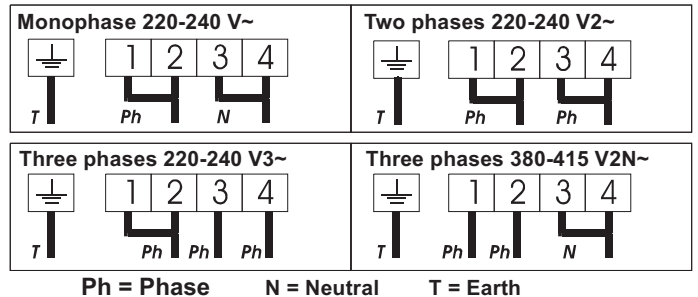 Monophase 220-240 V~
1 2 3 4
T Ph N
Two phases 220-240 V2~
1 2 3 4
T Ph Ph
Three phases 220-240 V3~
1 2 3 4
T Ph Ph Ph
Three phases 380-415 V2N~
1 2 3 4
T Ph Ph N
Ph = Phase N = Neutral T = Earth